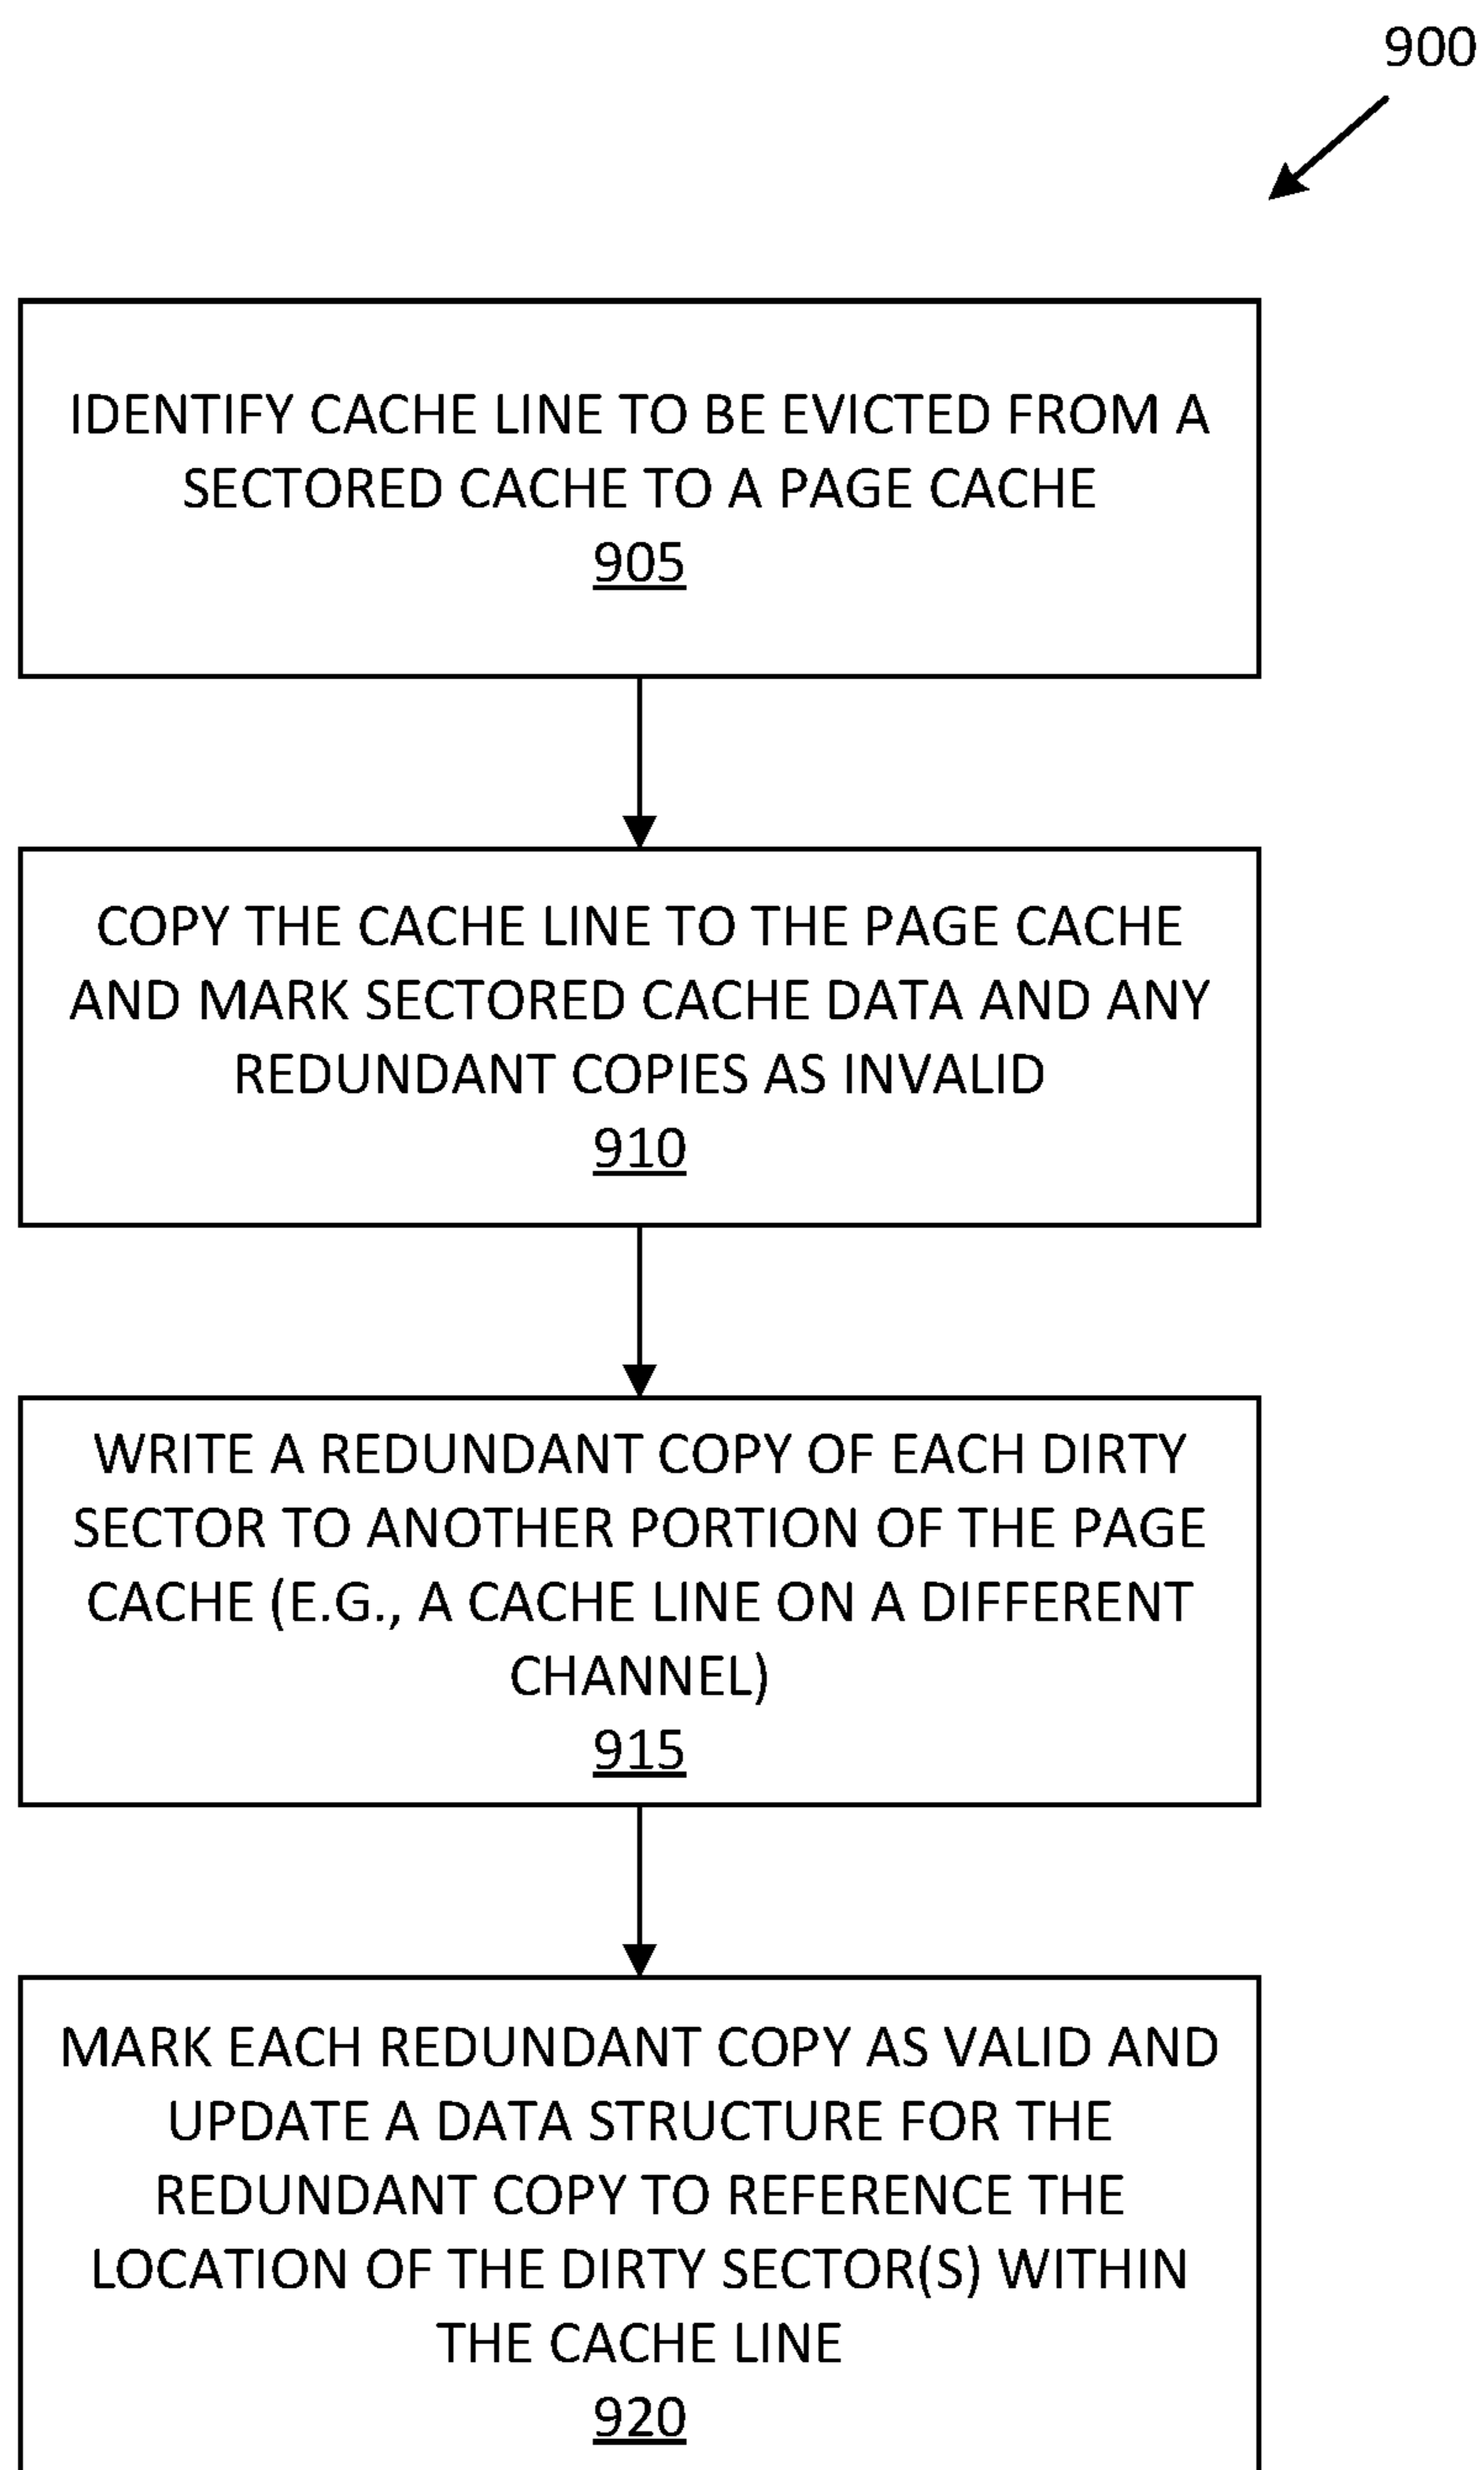 900
IDENTIFY CACHE LINE TO BE EVICTED FROM A
SECTORED CACHE TO A PAGE CACHE
905
COPY THE CACHE LINE TO THE PAGE CACHE
AND MARK SECTORED CACHE DATA AND ANY
REDUNDANT COPIES AS INVALID
910
WRITE A REDUNDANT COPY OF EACH DIRTY
SECTOR TO ANOTHER PORTION OF THE PAGE
CACHE (E.G., A CACHE LINE ON A DIFFERENT
CHANNEL)
915
MARK EACH REDUNDANT COPY AS VALID AND
UPDATE A DATA STRUCTURE FOR THE
REDUNDANT COPY TO REFERENCE THE
LOCATION OF THE DIRTY SECTOR(S) WITHIN
THE CACHE LINE
920